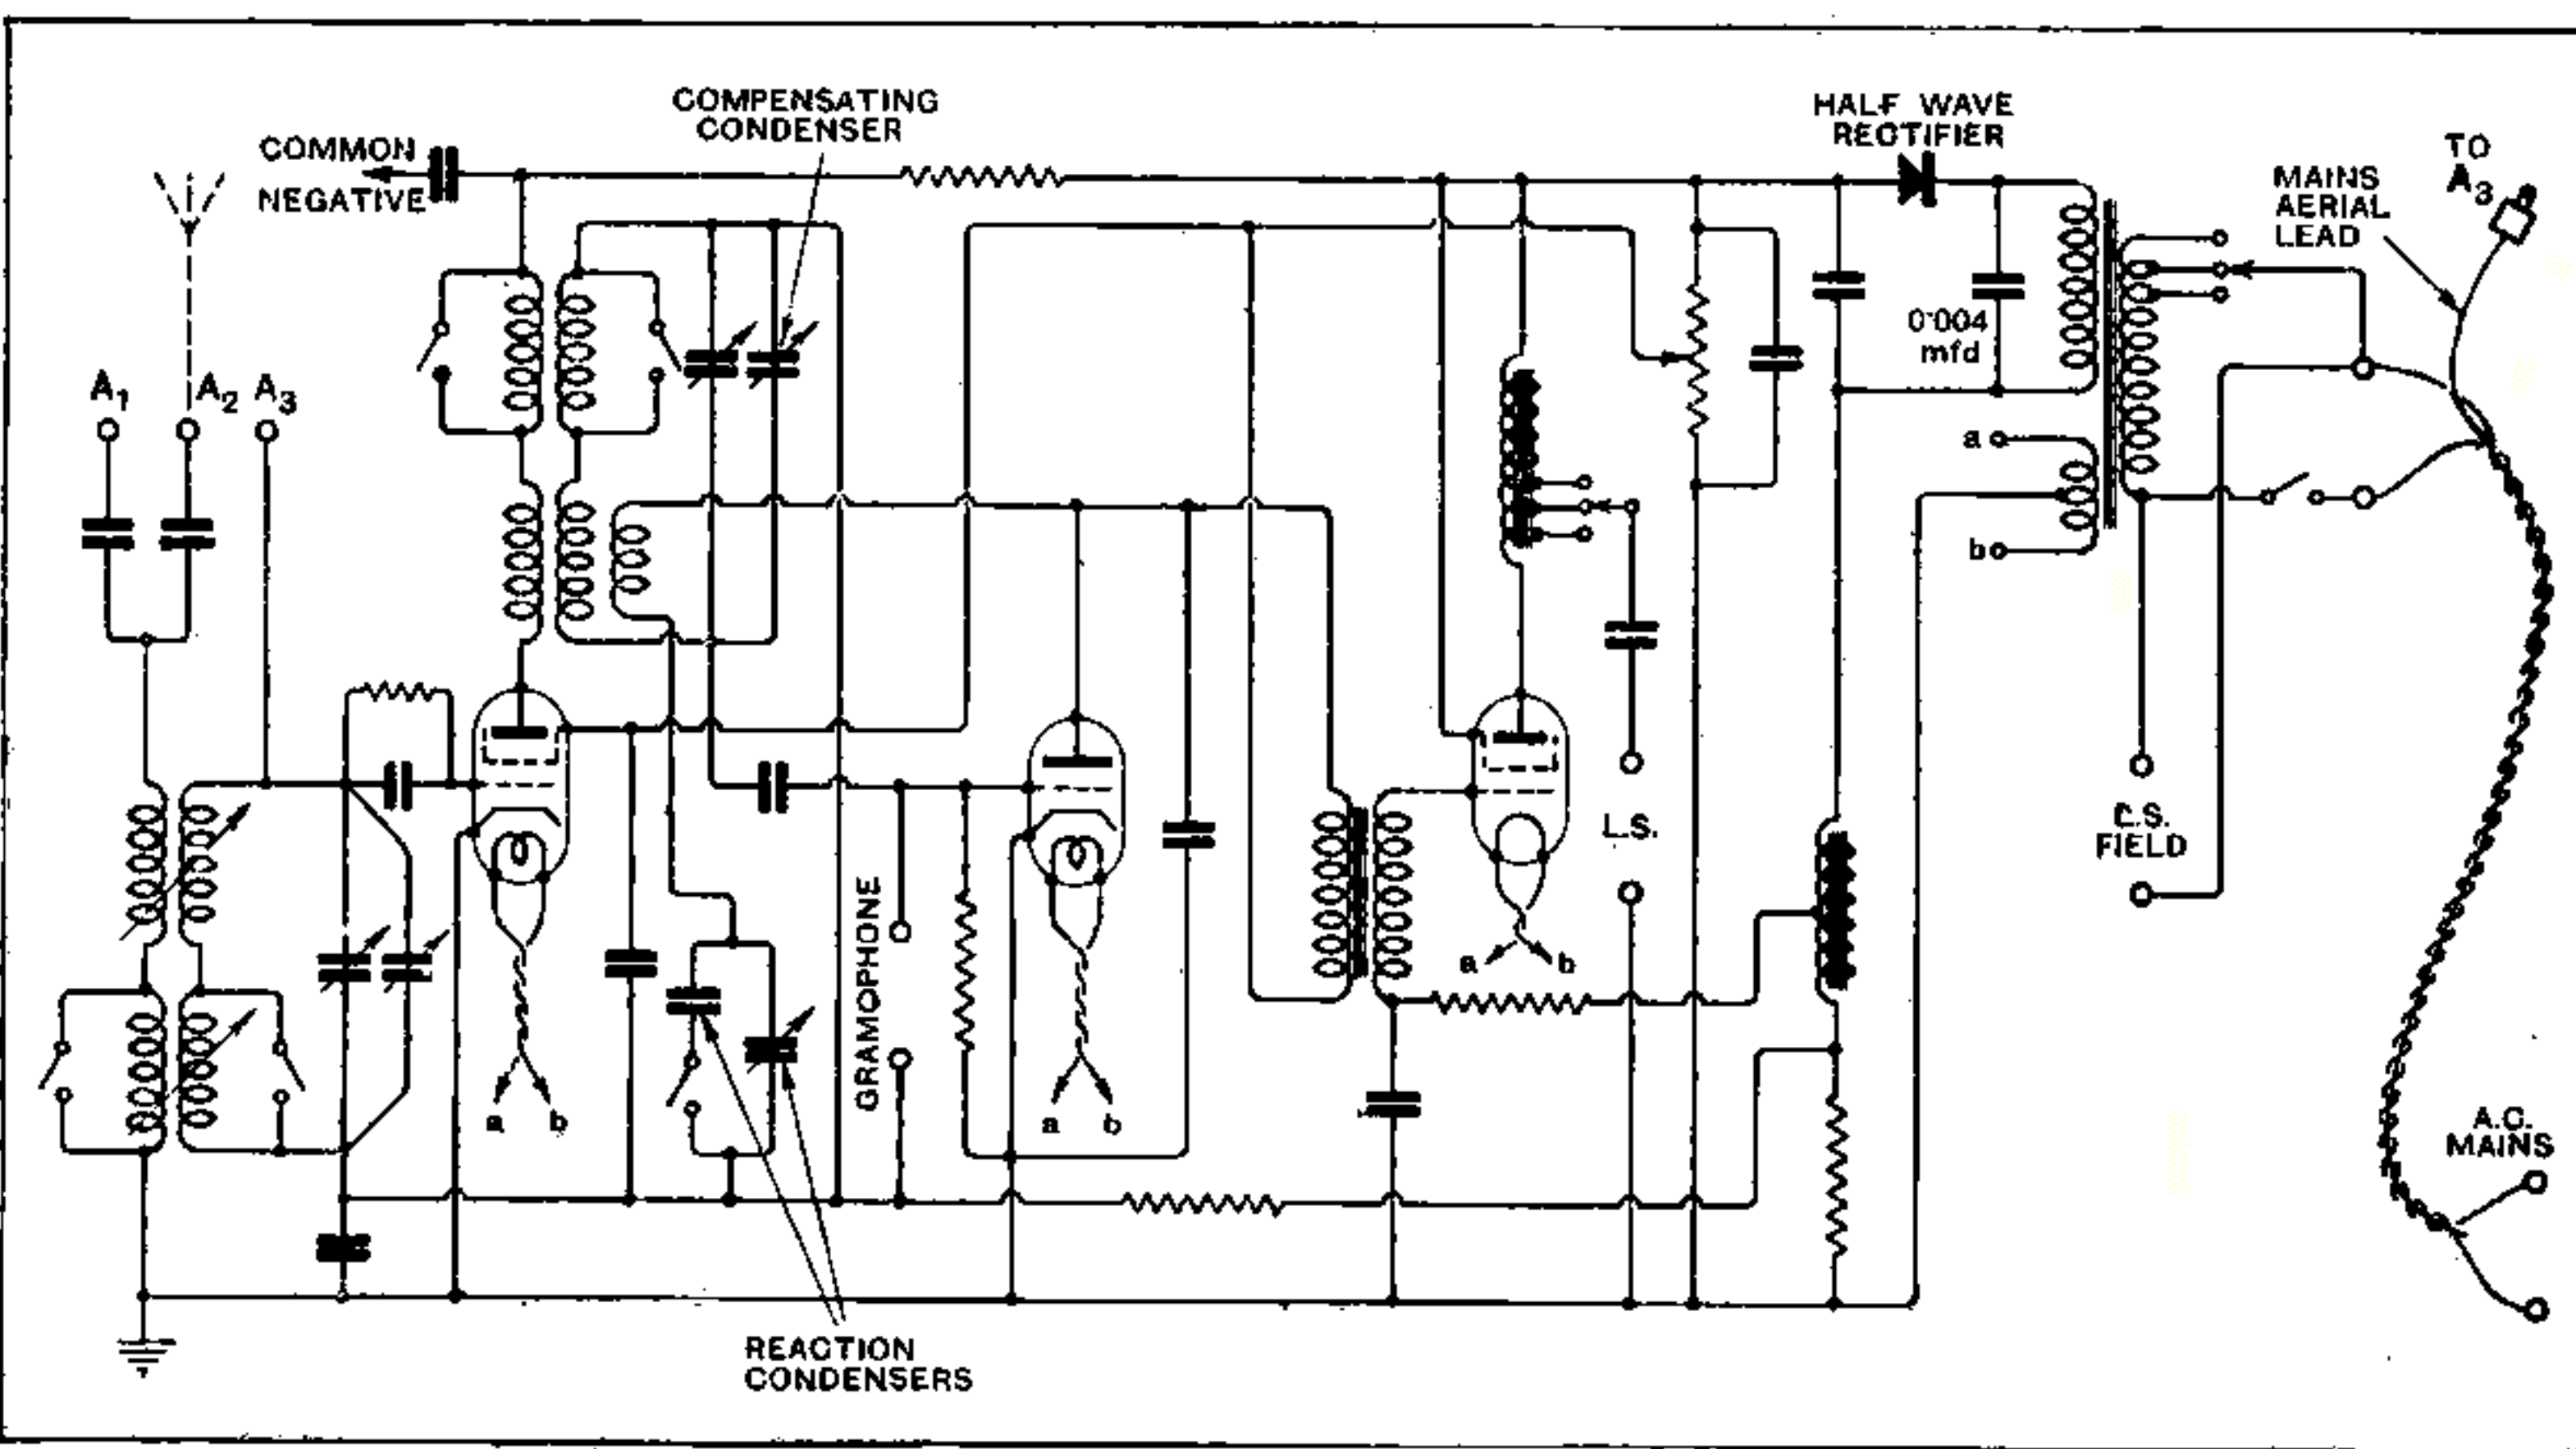 COMPENSATING
CONDENSER
HALF WAVE
RECTIFIER
COMMON
NEGATIVE
TO
A3
MAINS
AERIAL
LEAD
0·004
mfd
A1
A2
A3
a
b
L.S.
L.S.
FIELD
GRAMOPHONE
a
b
a
b
a
b
A.C.
MAINS
REACTION
CONDENSERS